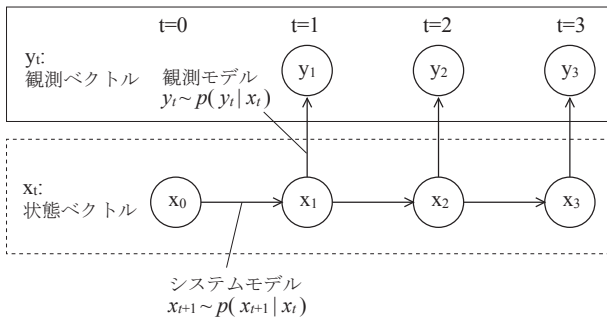 t=0 t=1 t=2 t=3
yₜ:
観測ベクトル
観測モデル
yₜ ~ p( yₜ | xₜ)
y₁ y₂ y₃
xₜ:
状態ベクトル
x₀ x₁ x₂ x₃
システムモデル
xₜ₊₁ ~ p( xₜ₊₁ | xₜ)